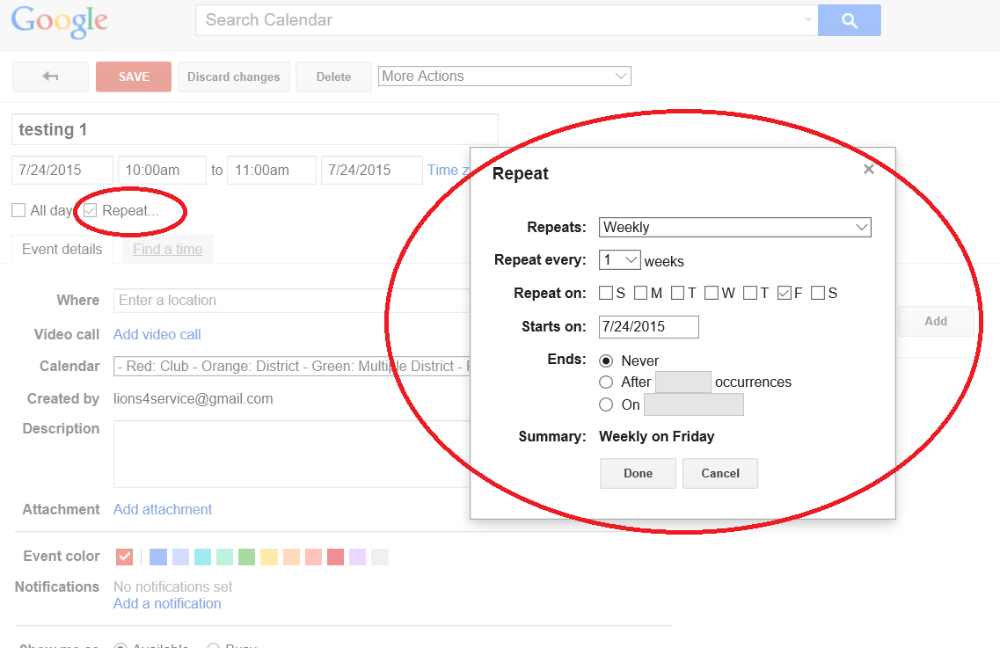 Google
Search Calendar
SAVE Discard changes Delete More Actions
testing 1
7/24/2015 10:00am to 11:00am 7/24/2015 Time z
All day Repeat...
Event details Find a time
Where Enter a location
Video call Add video call
Calendar - Red: Club - Orange: District - Green: Multiple District -
Created by lions4service@gmail.com
Description
Attachment Add attachment
Event color
Notifications No notifications set
Add a notification
Show me as Available Busy
Add
Repeat
Repeats: Weekly
Repeat every: 1 weeks
Repeat on: S M T W T F S
Starts on: 7/24/2015
Ends: Never
After occurrences
On
Summary: Weekly on Friday
Done Cancel